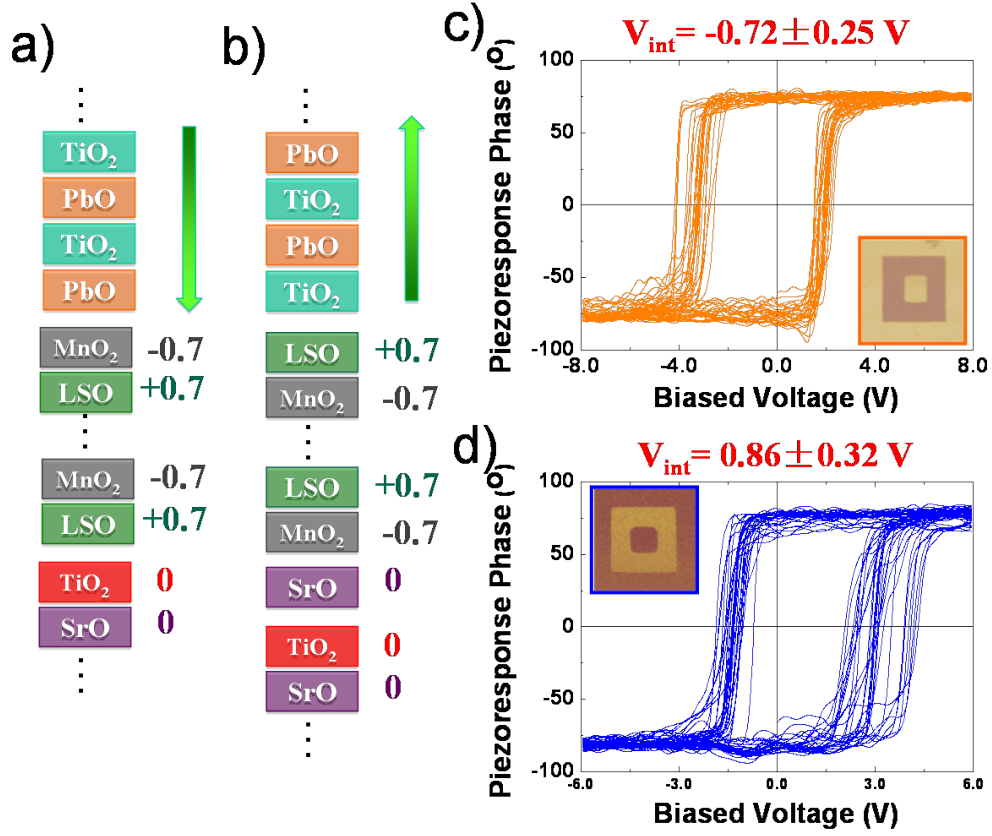 a)
⋮
TiO₂
PbO
TiO₂
PbO
MnO₂ -0.7
LSO +0.7
⋮
MnO₂ -0.7
LSO +0.7
TiO₂ 0
SrO 0
⋮
b)
⋮
PbO
TiO₂
PbO
TiO₂
LSO +0.7
MnO₂ -0.7
⋮
LSO +0.7
MnO₂ -0.7
SrO 0
TiO₂ 0
SrO 0
⋮
c)
V_int= -0.72±0.25 V
Piezoresponse Phase (º)
100
50
0
-50
-100
-8.0 -4.0 0.0 4.0 8.0
Biased Voltage (V)
d)
V_int= 0.86±0.32 V
Piezoresponse Phase (º)
100
50
0
-50
-100
-6.0 -3.0 0.0 3.0 6.0
Biased Voltage (V)